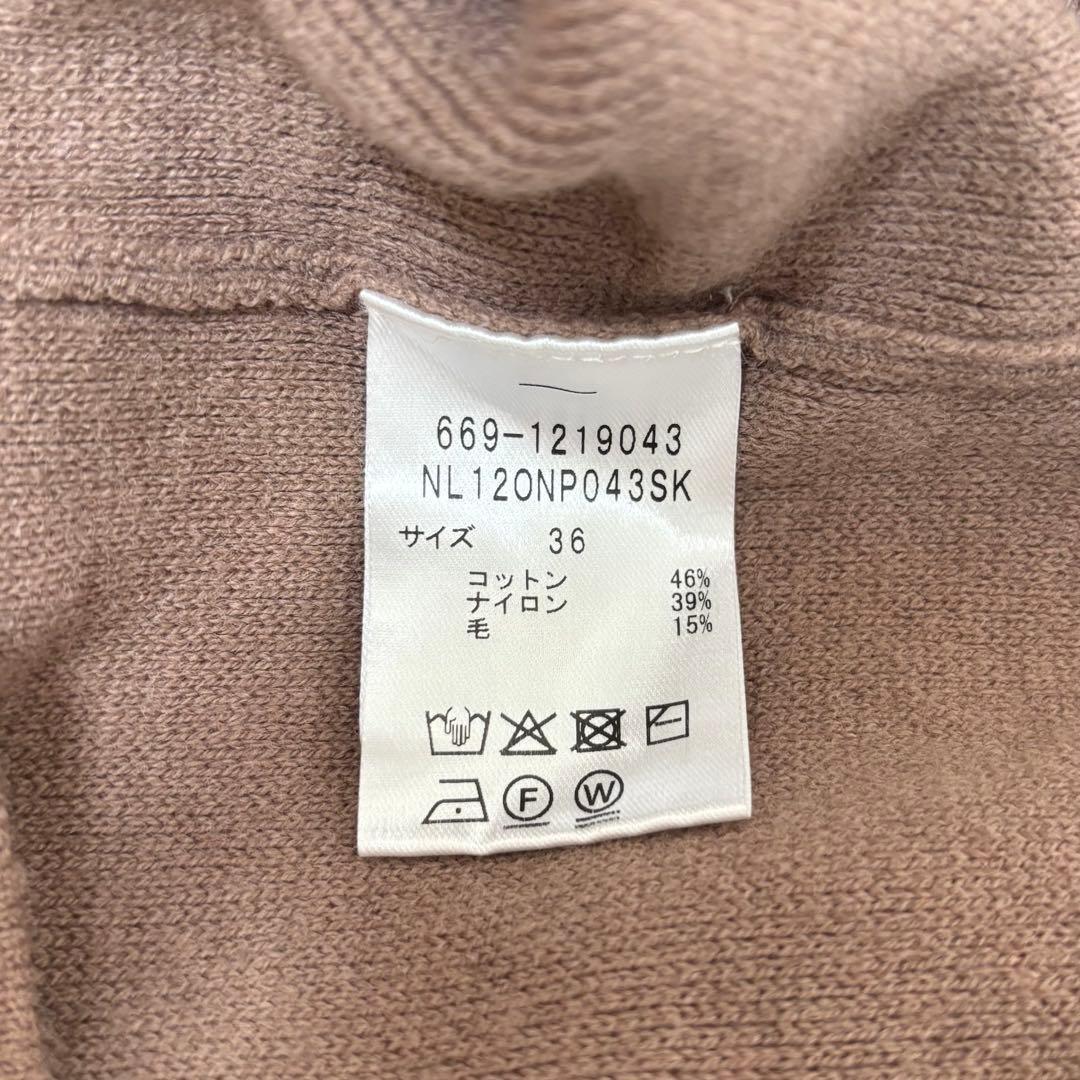 669-1219043
NL12ONP043SK
サイズ 36
コットン 46%
ナイロン 39%
毛 15%
F W